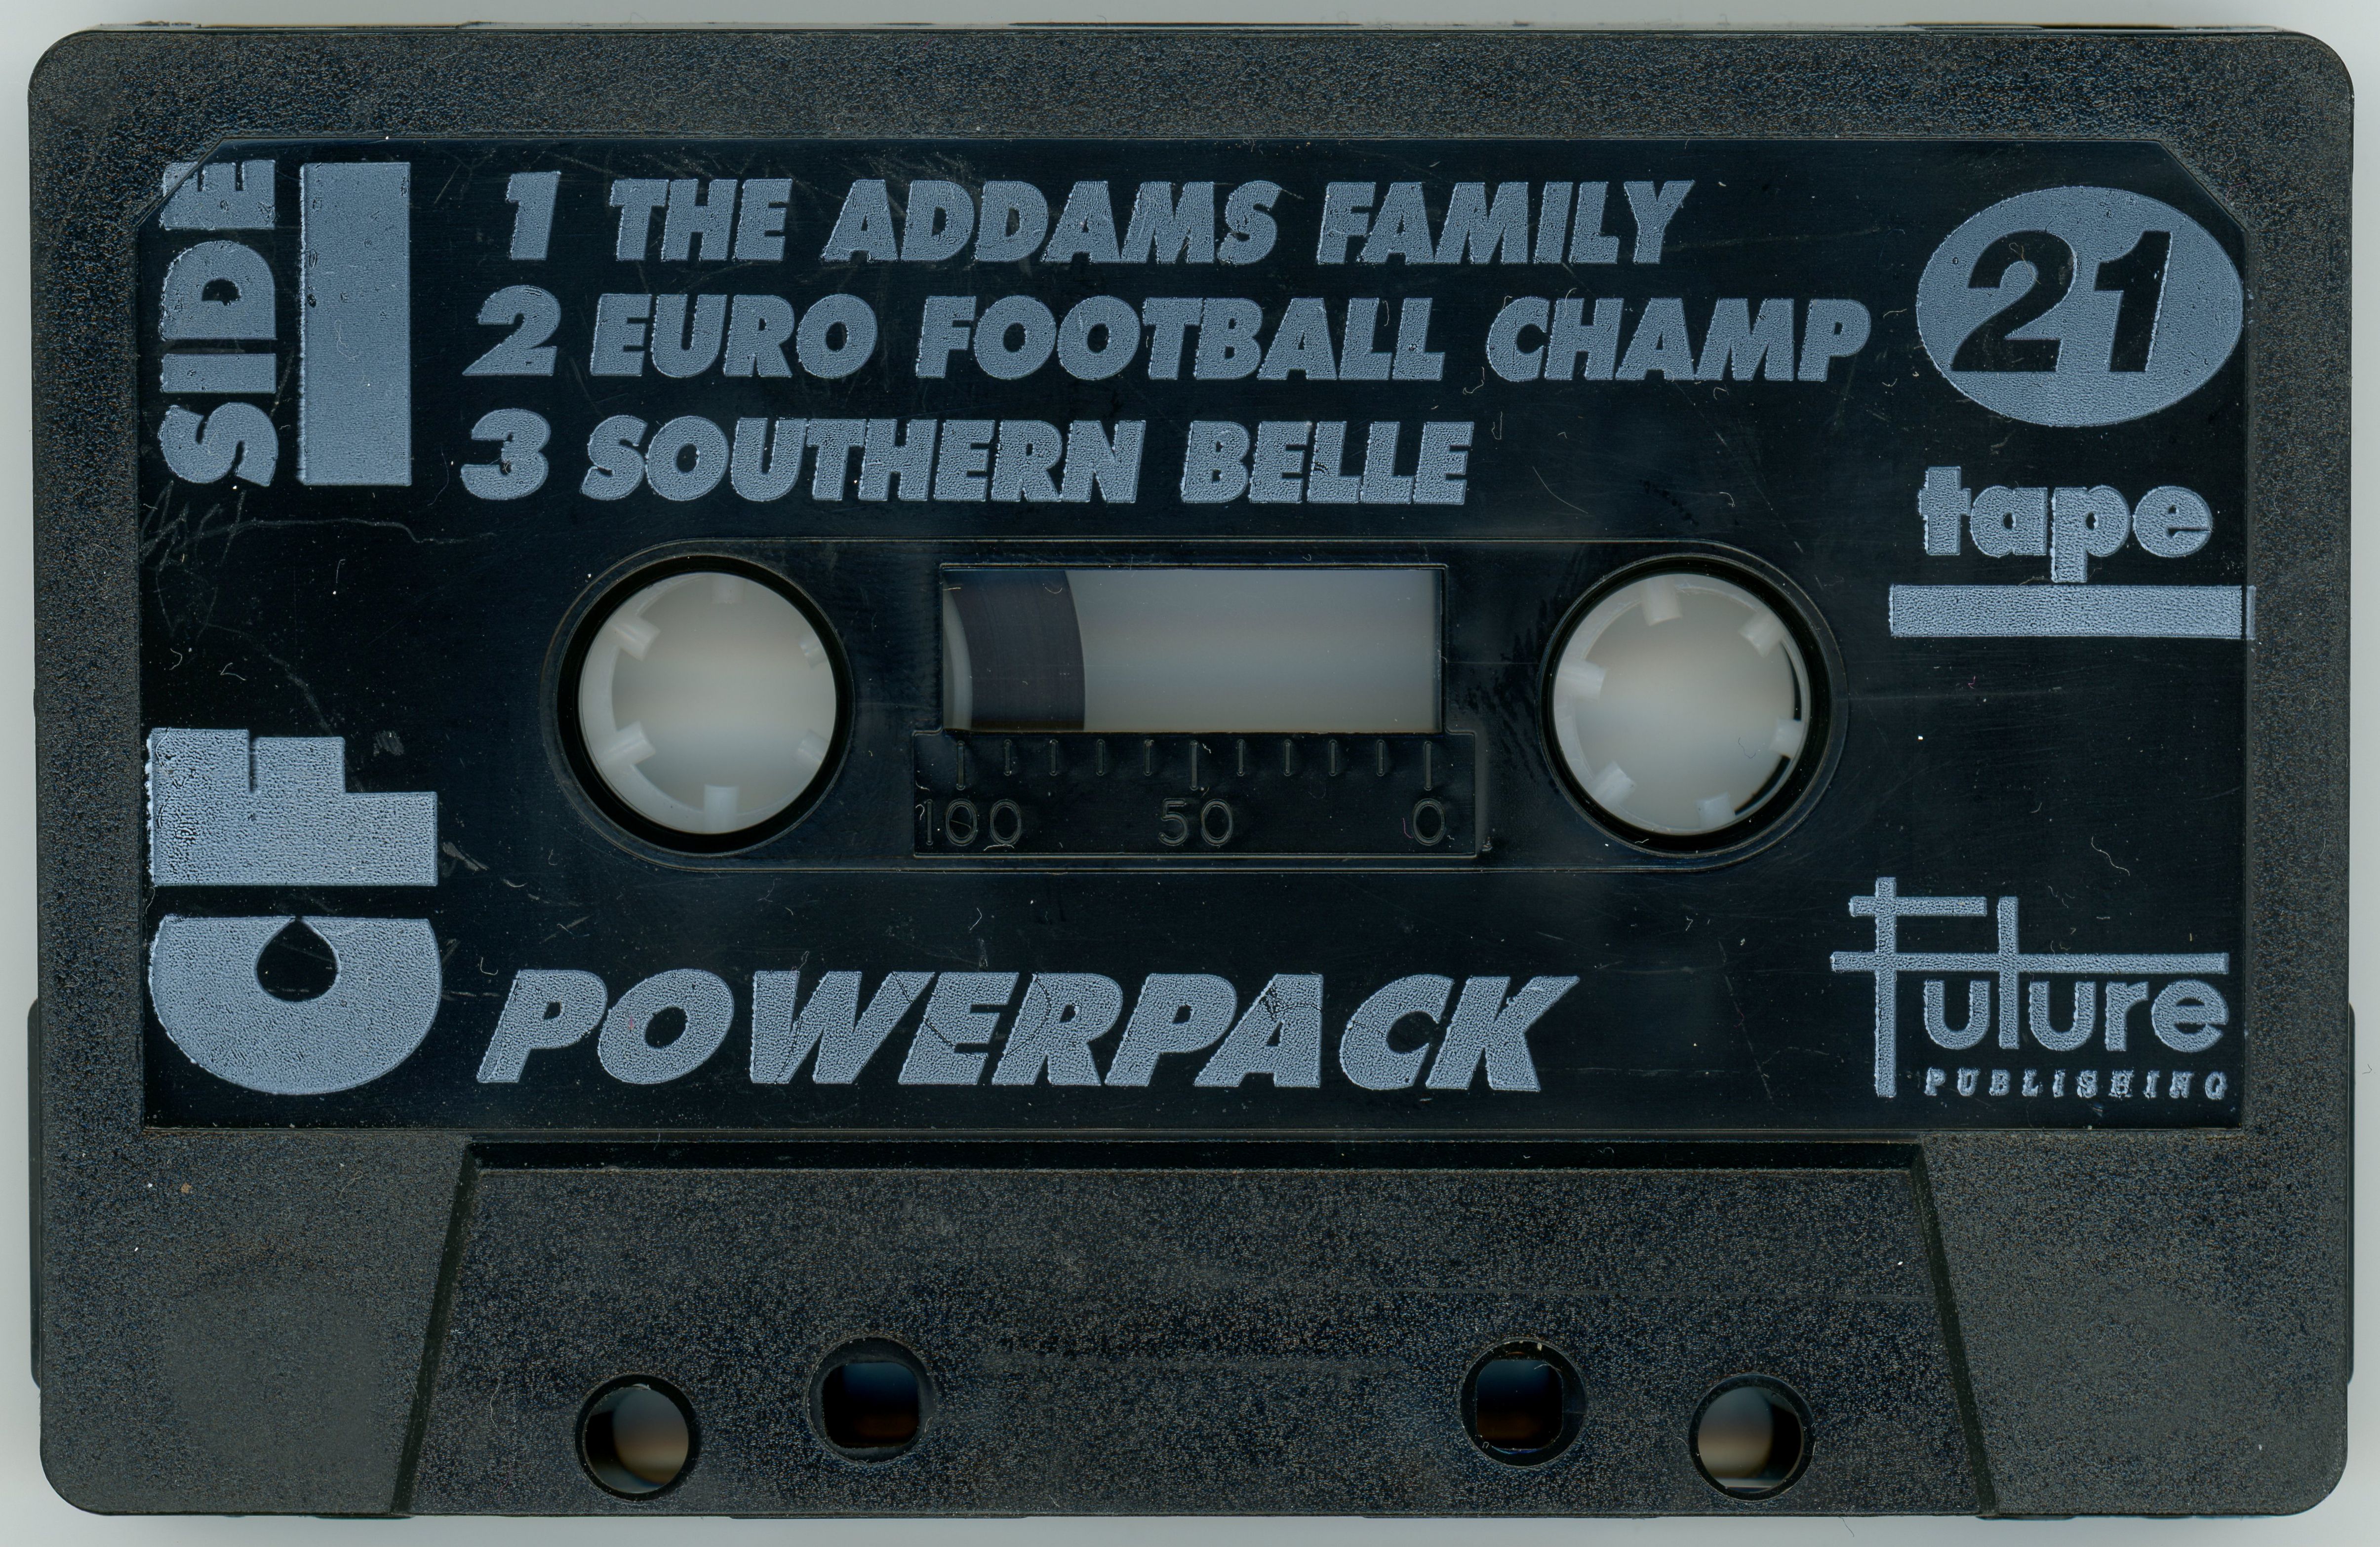 SIDE 1
1 THE ADDAMS FAMILY
2 EURO FOOTBALL CHAMP
3 SOUTHERN BELLE
21
tape
100 50 0
CF
POWERPACK
future
PUBLISHING